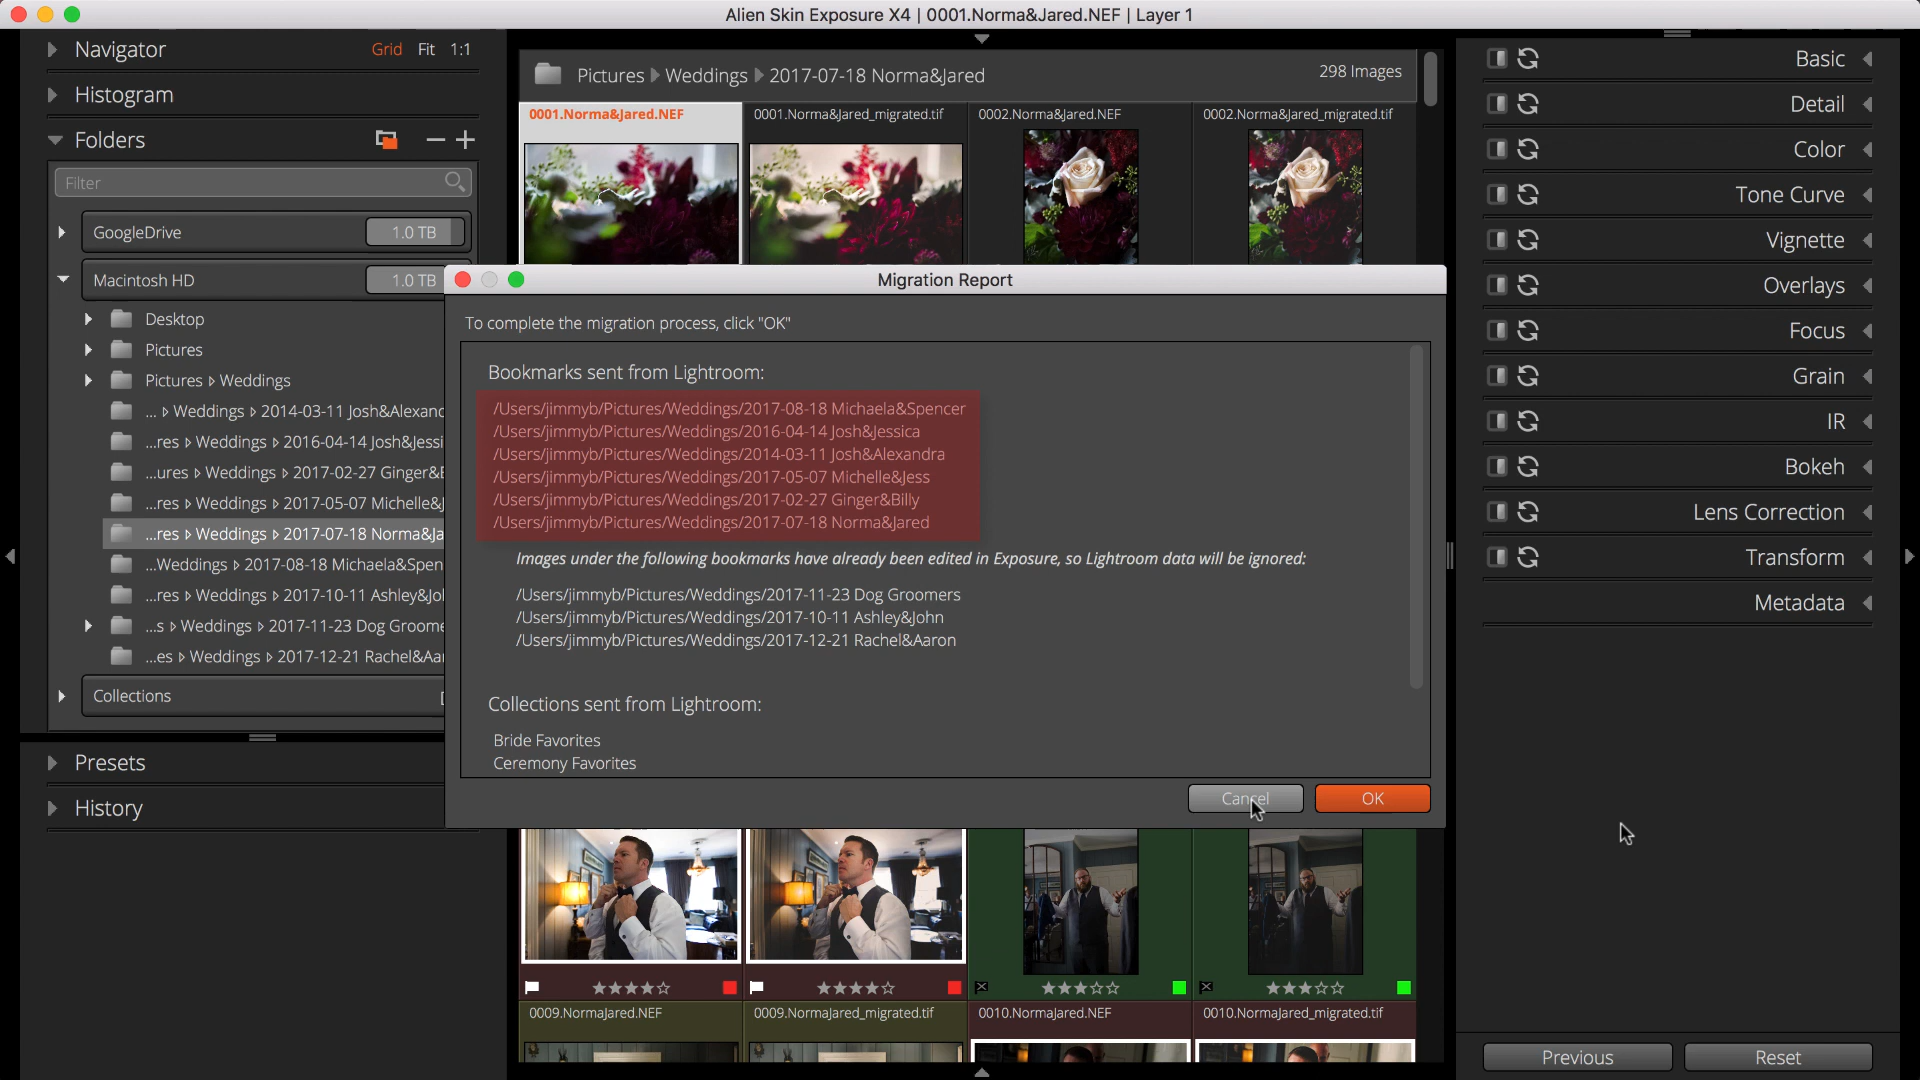 Alien Skin Exposure X4 | 0001.Norma&Jared.NEF | Layer 1
Navigator
Grid Fit 1:1
Histogram
Folders
Filter
GoogleDrive 1.0 TB
Macintosh HD 1.0 TB
Desktop
Pictures
Pictures ▹ Weddings
... ▹ Weddings ▹ 2014-03-11 Josh&Alexanc
...res ▹ Weddings ▹ 2016-04-14 Josh&Jessi
...ures ▹ Weddings ▹ 2017-02-27 Ginger&B
...res ▹ Weddings ▹ 2017-05-07 Michelle&J
...res ▹ Weddings ▹ 2017-07-18 Norma&Ja
...Weddings ▹ 2017-08-18 Michaela&Spen
...res ▹ Weddings ▹ 2017-10-11 Ashley&Jo
...s ▹ Weddings ▹ 2017-11-23 Dog Groome
...es ▹ Weddings ▹ 2017-12-21 Rachel&Aa
Collections
Presets
History
Pictures ▹ Weddings ▹ 2017-07-18 Norma&Jared
298 Images
0001.Norma&Jared.NEF
0001.Norma&Jared_migrated.tif
0002.Norma&Jared.NEF
0002.Norma&Jared_migrated.tif
Migration Report
To complete the migration process, click "OK"
Bookmarks sent from Lightroom:
/Users/jimmyb/Pictures/Weddings/2017-08-18 Michaela&Spencer
/Users/jimmyb/Pictures/Weddings/2016-04-14 Josh&Jessica
/Users/jimmyb/Pictures/Weddings/2014-03-11 Josh&Alexandra
/Users/jimmyb/Pictures/Weddings/2017-05-07 Michelle&Jess
/Users/jimmyb/Pictures/Weddings/2017-02-27 Ginger&Billy
/Users/jimmyb/Pictures/Weddings/2017-07-18 Norma&Jared
Images under the following bookmarks have already been edited in Exposure, so Lightroom data will be ignored:
/Users/jimmyb/Pictures/Weddings/2017-11-23 Dog Groomers
/Users/jimmyb/Pictures/Weddings/2017-10-11 Ashley&John
/Users/jimmyb/Pictures/Weddings/2017-12-21 Rachel&Aaron
Collections sent from Lightroom:
Bride Favorites
Ceremony Favorites
Cancel
OK
0009.NormaJared.NEF
0009.NormaJared_migrated.tif
0010.NormaJared.NEF
0010.NormaJared_migrated.tif
Basic
Detail
Color
Tone Curve
Vignette
Overlays
Focus
Grain
IR
Bokeh
Lens Correction
Transform
Metadata
Previous
Reset